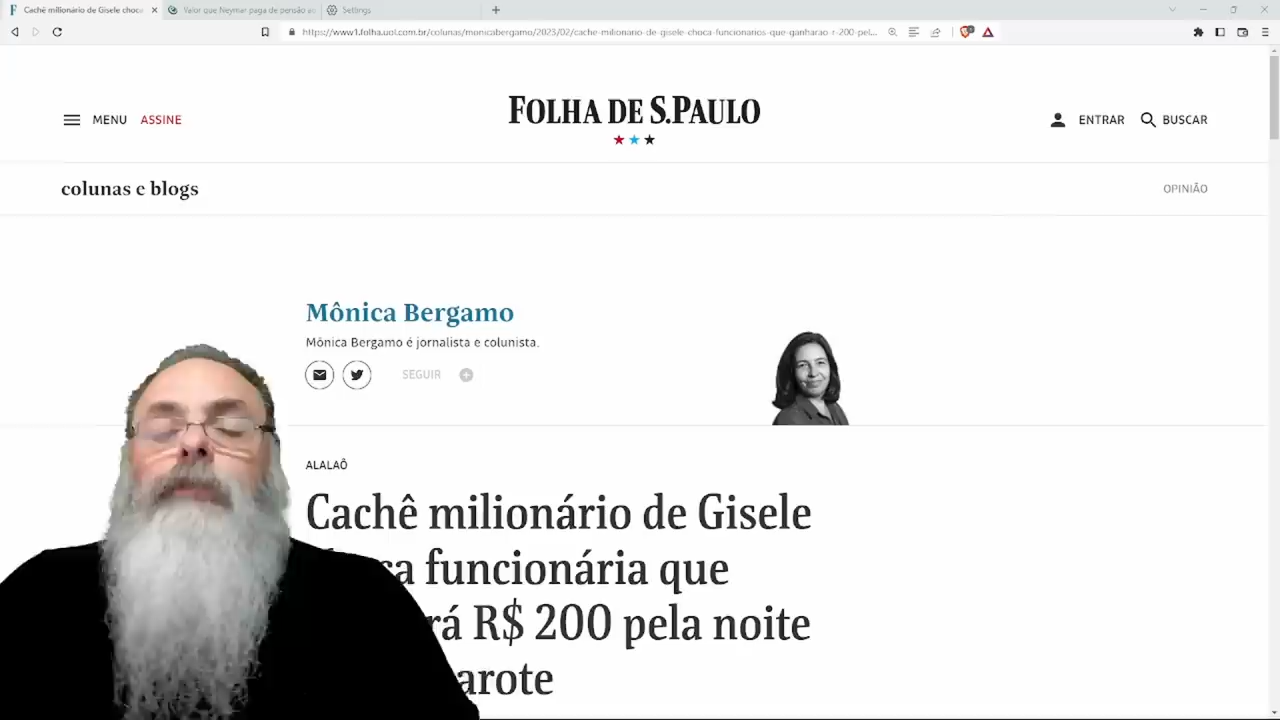 Cachê milionário de Gisele choca
Valor que Neymar paga de pensão ao
Settings
https://www1.folha.uol.com.br/colunas/monicabergamo/2023/02/cache-milionario-de-gisele-choca-funcionarios-que-ganharao-r-200-pel...
MENU ASSINE
FOLHA DE S.PAULO
ENTRAR BUSCAR
colunas e blogs
OPINIÃO
Mônica Bergamo
Mônica Bergamo é jornalista e colunista.
SEGUIR
ALALAÔ
Cachê milionário de Gisele
funcionária que
R$ 200 pela noite